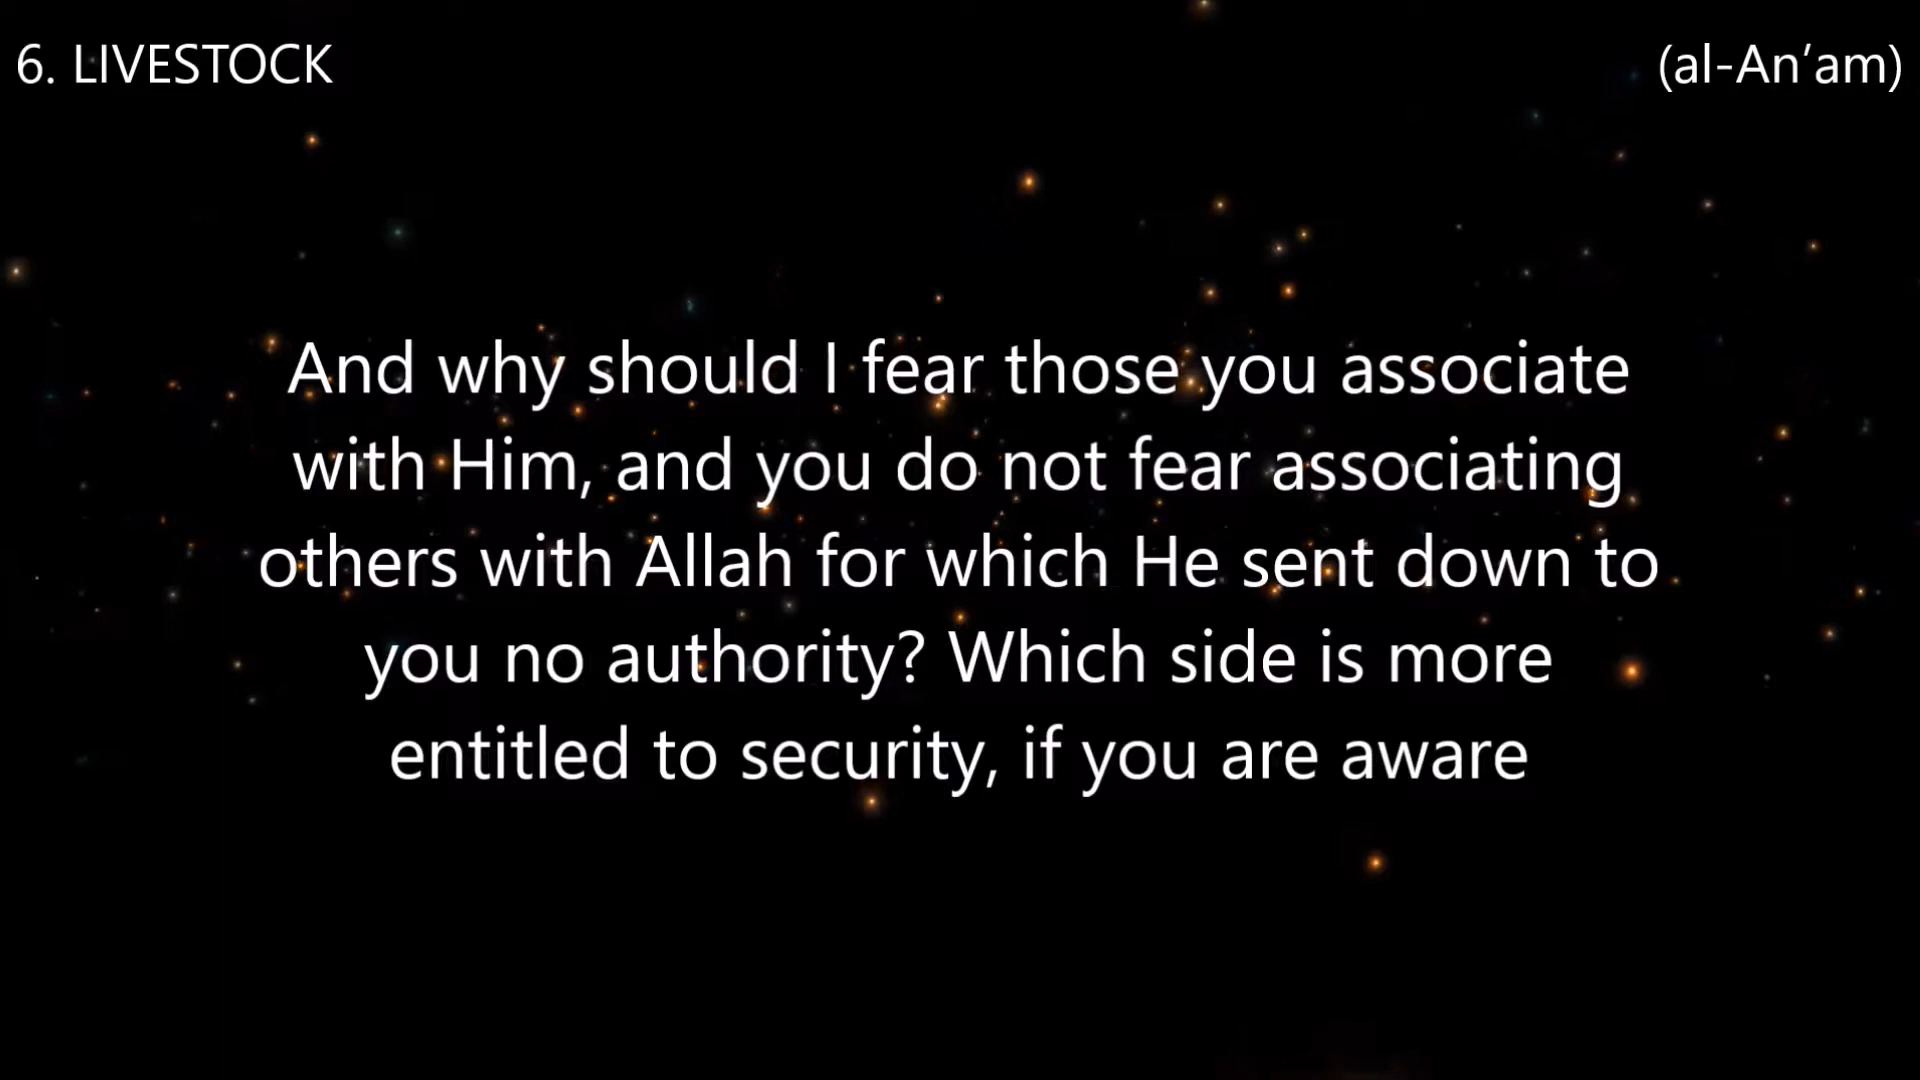 6. LIVESTOCK
(al-An’am)
And why should I fear those you associate
with Him, and you do not fear associating
others with Allah for which He sent down to
you no authority? Which side is more
entitled to security, if you are aware